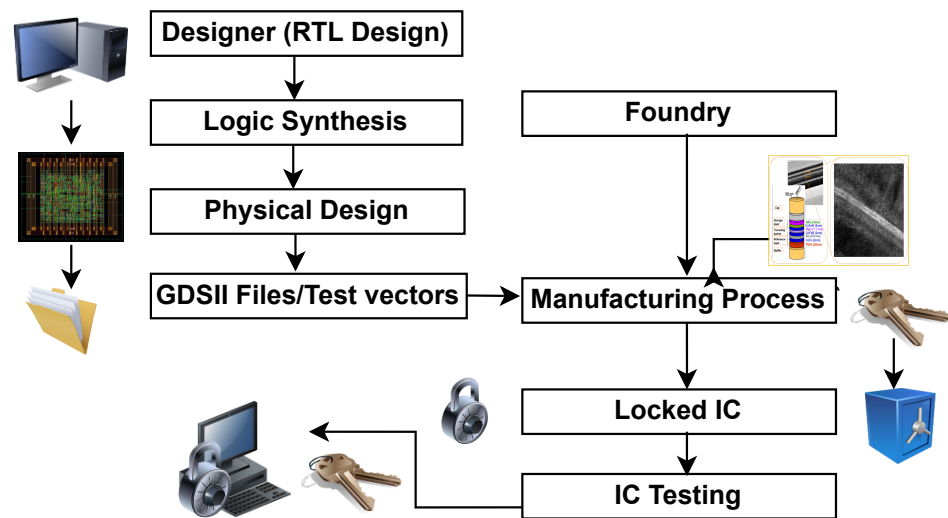 Designer (RTL Design)
Logic Synthesis
Foundry
Physical Design
GDSII Files/Test vectors
Manufacturing Process
Locked IC
IC Testing